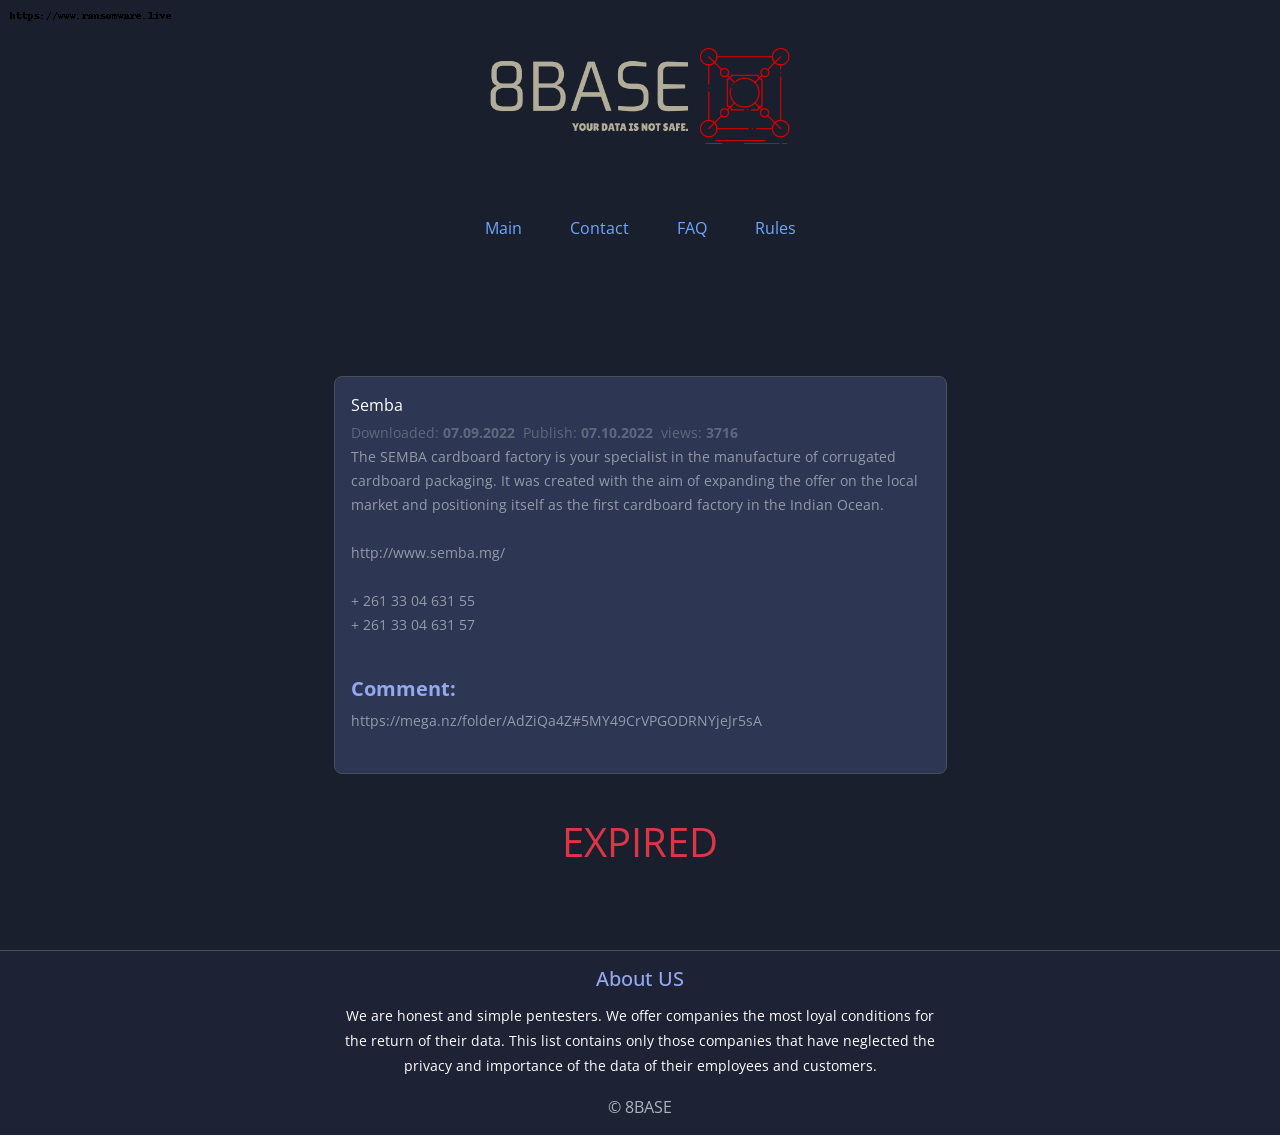 https://www.ransomware.live
8BASE
YOUR DATA IS NOT SAFE.
Main Contact FAQ Rules
Semba
Downloaded: 07.09.2022 Publish: 07.10.2022 views: 3716
The SEMBA cardboard factory is your specialist in the manufacture of corrugated
cardboard packaging. It was created with the aim of expanding the offer on the local
market and positioning itself as the first cardboard factory in the Indian Ocean.
http://www.semba.mg/
+ 261 33 04 631 55
+ 261 33 04 631 57
Comment:
https://mega.nz/folder/AdZiQa4Z#5MY49CrVPGODRNYjeJr5sA
EXPIRED
About US
We are honest and simple pentesters. We offer companies the most loyal conditions for
the return of their data. This list contains only those companies that have neglected the
privacy and importance of the data of their employees and customers.
© 8BASE